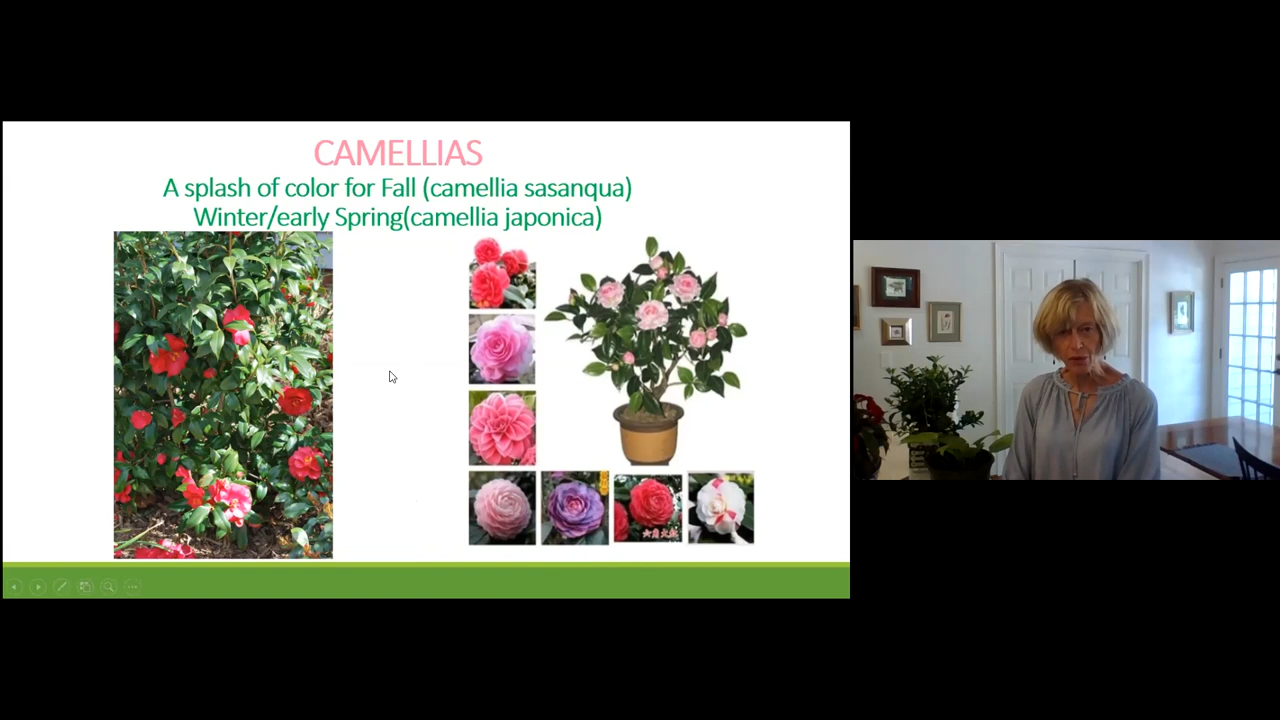 CAMELLIAS
A splash of color for Fall (camellia sasanqua)
Winter/early Spring(camellia japonica)